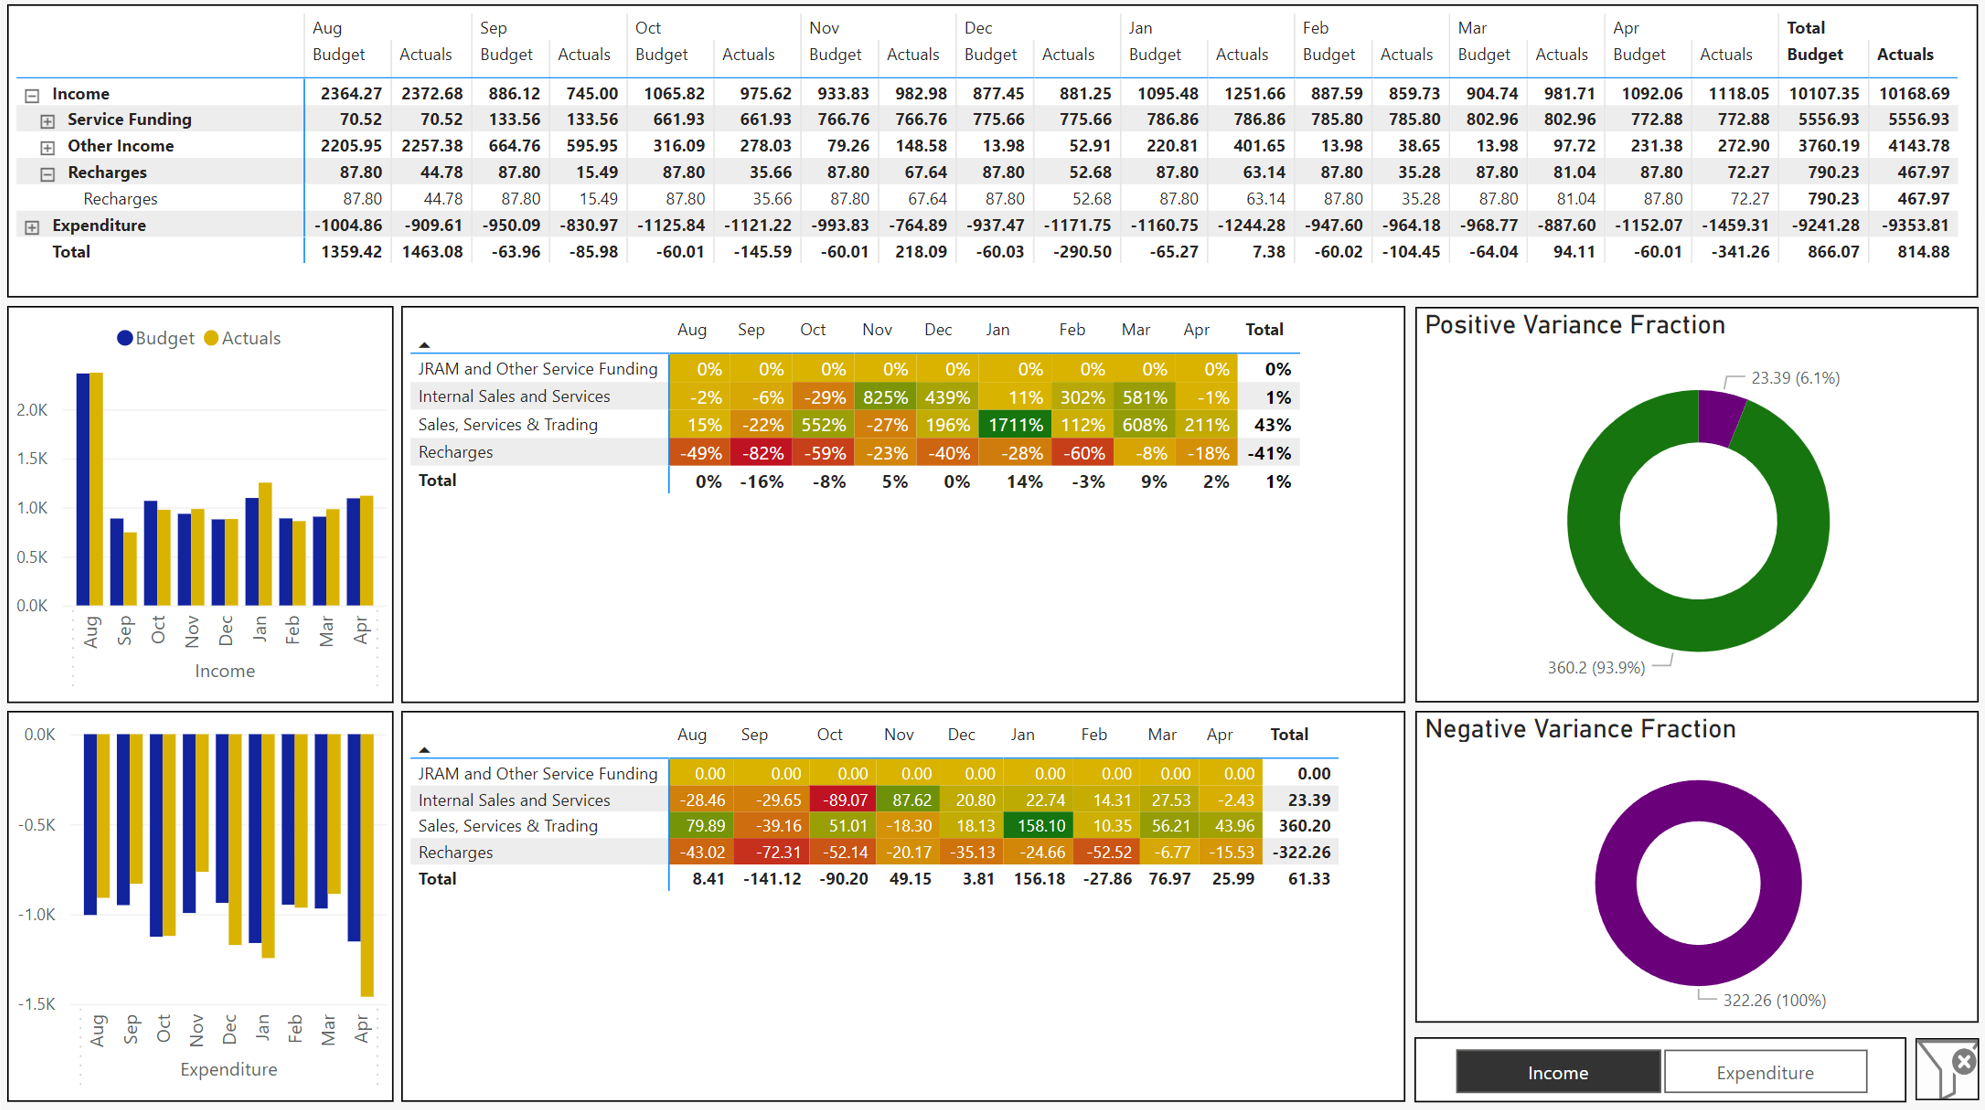 Aug Sep Oct Nov Dec Jan Feb Mar Apr Total
Budget Actuals Budget Actuals Budget Actuals Budget Actuals Budget Actuals Budget Actuals Budget Actuals Budget Actuals Budget Actuals Budget Actuals
Income 2364.27 2372.68 886.12 745.00 1065.82 975.62 933.83 982.98 877.45 881.25 1095.48 1251.66 887.59 859.73 904.74 981.71 1092.06 1118.05 10107.35 10168.69
Service Funding 70.52 70.52 133.56 133.56 661.93 661.93 766.76 766.76 775.66 775.66 786.86 786.86 785.80 785.80 802.96 802.96 772.88 772.88 5556.93 5556.93
Other Income 2205.95 2257.38 664.76 595.95 316.09 278.03 79.26 148.58 13.98 52.91 220.81 401.65 13.98 38.65 13.98 97.72 231.38 272.90 3760.19 4143.78
Recharges 87.80 44.78 87.80 15.49 87.80 35.66 87.80 67.64 87.80 52.68 87.80 63.14 87.80 35.28 87.80 81.04 87.80 72.27 790.23 467.97
Recharges 87.80 44.78 87.80 15.49 87.80 35.66 87.80 67.64 87.80 52.68 87.80 63.14 87.80 35.28 87.80 81.04 87.80 72.27 790.23 467.97
Expenditure -1004.86 -909.61 -950.09 -830.97 -1125.84 -1121.22 -993.83 -764.89 -937.47 -1171.75 -1160.75 -1244.28 -947.60 -964.18 -968.77 -887.60 -1152.07 -1459.31 -9241.28 -9353.81
Total 1359.42 1463.08 -63.96 -85.98 -60.01 -145.59 -60.01 218.09 -60.03 -290.50 -65.27 7.38 -60.02 -104.45 -64.04 94.11 -60.01 -341.26 866.07 814.88
Budget Actuals
2.0K
1.5K
1.0K
0.5K
0.0K
Aug Sep Oct Nov Dec Jan Feb Mar Apr
Income
Aug Sep Oct Nov Dec Jan Feb Mar Apr Total
JRAM and Other Service Funding 0% 0% 0% 0% 0% 0% 0% 0% 0% 0%
Internal Sales and Services -2% -6% -29% 825% 439% 11% 302% 581% -1% 1%
Sales, Services & Trading 15% -22% 552% -27% 196% 1711% 112% 608% 211% 43%
Recharges -49% -82% -59% -23% -40% -28% -60% -8% -18% -41%
Total 0% -16% -8% 5% 0% 14% -3% 9% 2% 1%
Positive Variance Fraction
23.39 (6.1%)
360.2 (93.9%)
0.0K
-0.5K
-1.0K
-1.5K
Aug Sep Oct Nov Dec Jan Feb Mar Apr
Expenditure
Aug Sep Oct Nov Dec Jan Feb Mar Apr Total
JRAM and Other Service Funding 0.00 0.00 0.00 0.00 0.00 0.00 0.00 0.00 0.00 0.00
Internal Sales and Services -28.46 -29.65 -89.07 87.62 20.80 22.74 14.31 27.53 -2.43 23.39
Sales, Services & Trading 79.89 -39.16 51.01 -18.30 18.13 158.10 10.35 56.21 43.96 360.20
Recharges -43.02 -72.31 -52.14 -20.17 -35.13 -24.66 -52.52 -6.77 -15.53 -322.26
Total 8.41 -141.12 -90.20 49.15 3.81 156.18 -27.86 76.97 25.99 61.33
Negative Variance Fraction
322.26 (100%)
Income Expenditure